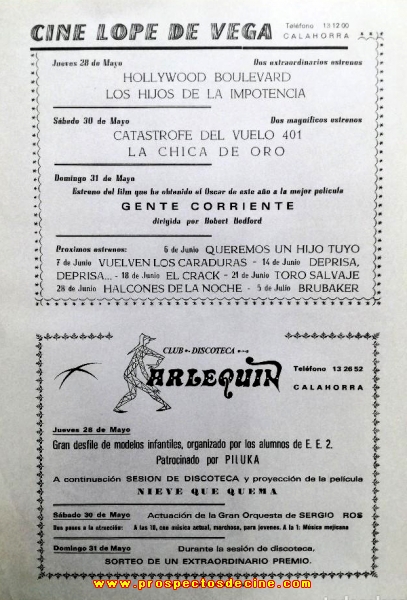 CINE LOPE DE VEGA
Teléfono 13 12 00
CALAHORRA
Jueves 28 de Mayo
Dos extraordinarios estrenos
HOLLYWOOD BOULEVARD
LOS HIJOS DE LA IMPOTENCIA
Sábado 30 de Mayo
Dos magníficos estrenos
CATASTROFE DEL VUELO 401
LA CHICA DE ORO
Domingo 31 de Mayo
Estreno del film que ha obtenido el Oscar de este año a la mejor película
GENTE CORRIENTE
dirigida por Robert Redford
Proximos estrenos: 6 de Junio QUEREMOS UN HIJO TUYO
7 de Junio VUELVEN LOS CARADURAS - 14 de Junio DEPRISA,
DEPRISA... - 18 de Junio EL CRACK - 21 de Junio TORO SALVAJE
28 de Junio HALCONES DE LA NOCHE - 5 de Julio BRUBAKER
CLUB - DISCOTECA
ARLEQUIN
Teléfono 13 26 52
CALAHORRA
Jueves 28 de Mayo
Gran desfile de modelos infantiles, organizado por los alumnos de E. E. 2.
Patrocinado por PILUKA
A continuación SESION DE DISCOTECA y proyección de la película
NIEVE QUE QUEMA
Sábado 30 de Mayo Actuación de la Gran Orquesta de SERGIO ROS
Dos pases a la atracción: A las 10, con música actual, marchosa, para jovenes. A la 1: Música mejicana
Domingo 31 de Mayo Durante la sesión de discoteca,
SORTEO DE UN EXTRAORDINARIO PREMIO.
www.prospectosdecine.com